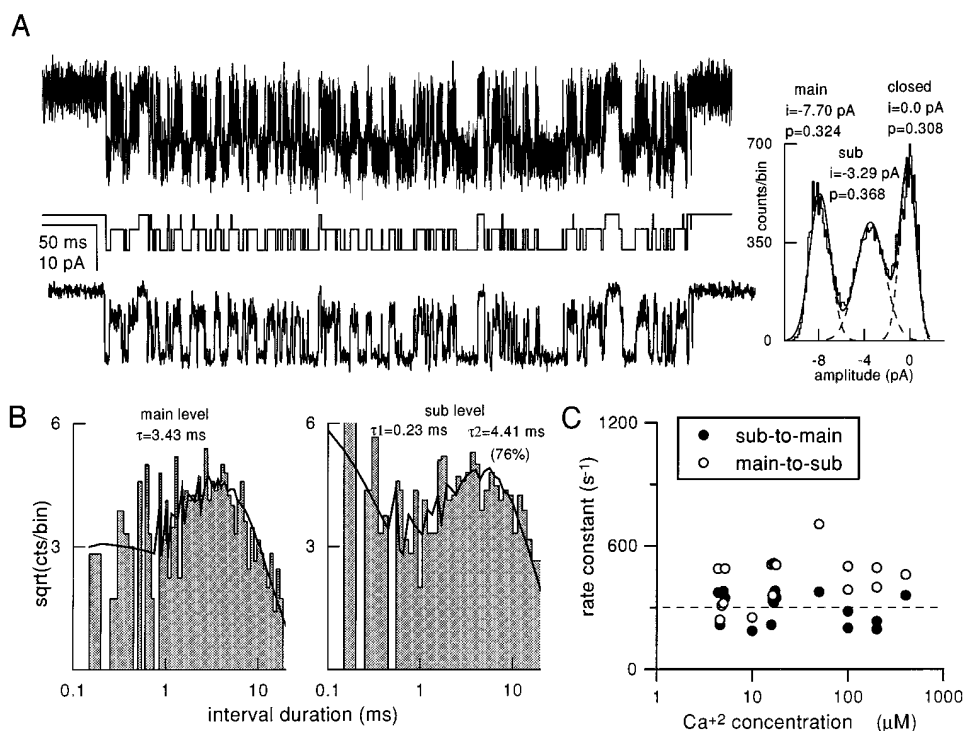 A
50 ms
10 pA
main
i=-7.70 pA
p=0.324
closed
i=0.0 pA
p=0.308
sub
i=-3.29 pA
p=0.368
700
350
0
counts/bin
-8
-4
0
amplitude (pA)
B
6
3
sqrt(cts/bin)
main level
τ=3.43 ms
0.1
1
10
6
3
sub level
τ1=0.23 ms
τ2=4.41 ms
(76%)
0.1
1
10
interval duration (ms)
C
1200
600
0
rate constant (s⁻¹)
sub-to-main
main-to-sub
1
10
100
1000
Ca⁺² concentration (μM)